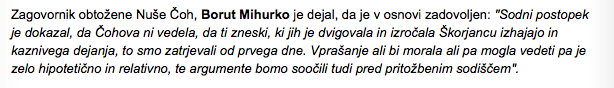 Zagovornik obtožene Nuše Čoh, Borut Mihurko je dejal, da je v osnovi zadovoljen: "Sodni postopek
je dokazal, da Čohova ni vedela, da ti zneski, ki jih je dvigovala in izročala Škorjancu izhajajo in
kaznivega dejanja, to smo zatrjevali od prvega dne. Vprašanje ali bi morala ali pa mogla vedeti pa je
zelo hipotetično in relativno, te argumente bomo soočili tudi pred pritožbenim sodiščem".